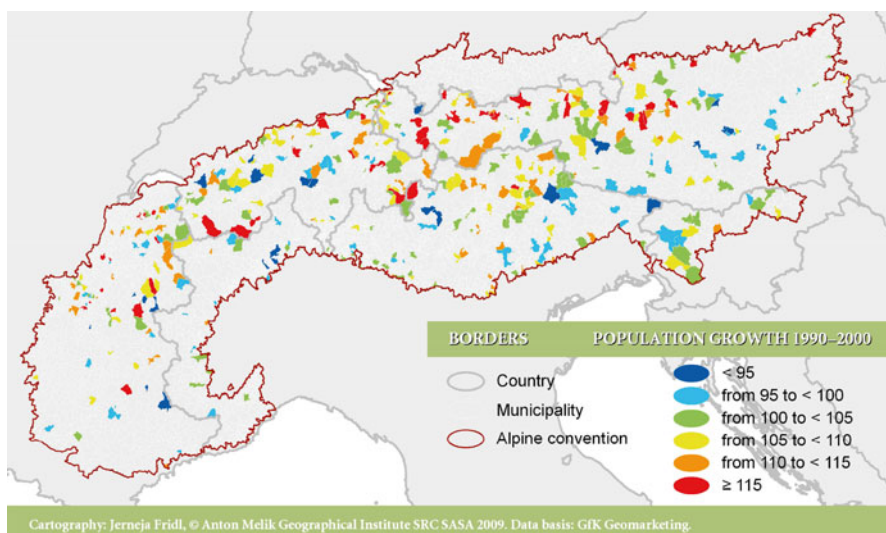 BORDERS
POPULATION GROWTH 1990–2000
Country
Municipality
Alpine convention
< 95
from 95 to < 100
from 100 to < 105
from 105 to < 110
from 110 to < 115
≥ 115
Cartography: Jerneja Fridl, © Anton Melik Geographical Institute SRC SASA 2009. Data basis: GfK Geomarketing.